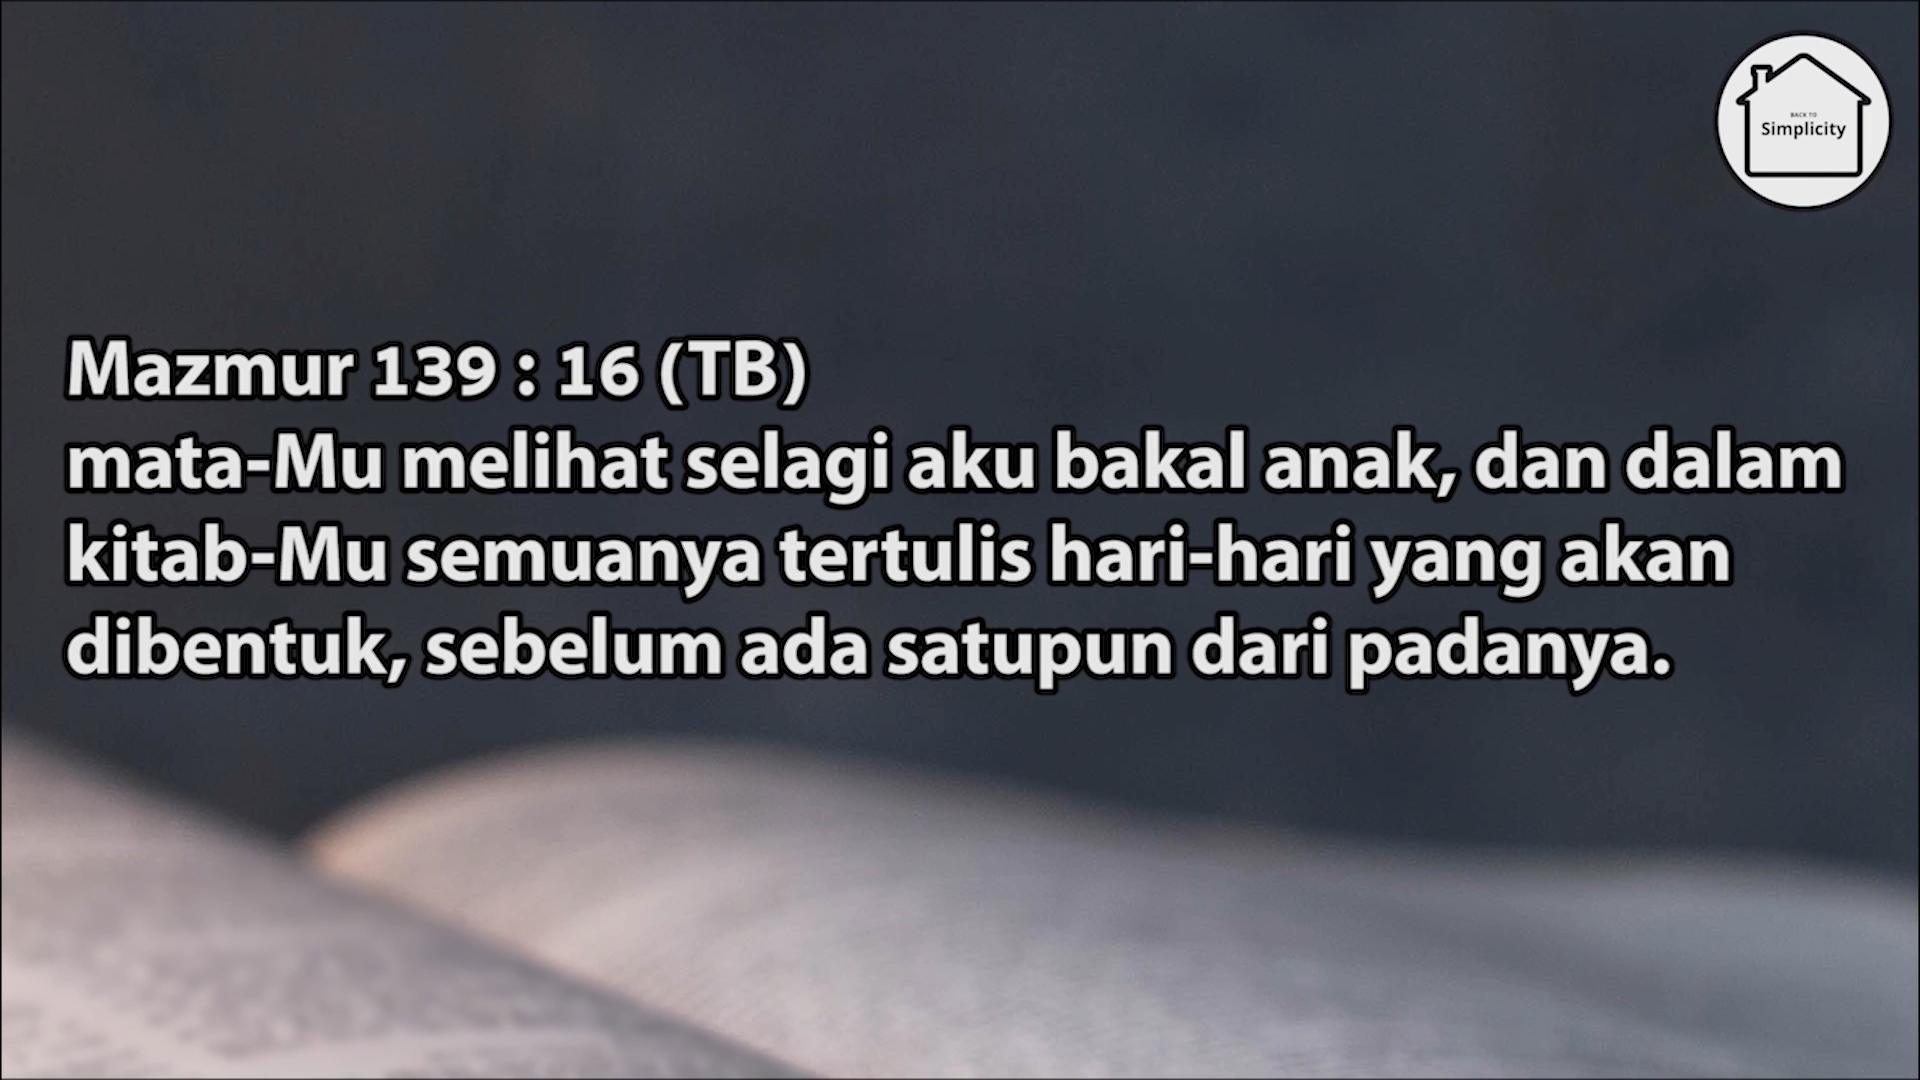 BACK TO
Simplicity
Mazmur 139 : 16 (TB)
mata-Mu melihat selagi aku bakal anak, dan dalam
kitab-Mu semuanya tertulis hari-hari yang akan
dibentuk, sebelum ada satupun dari padanya.